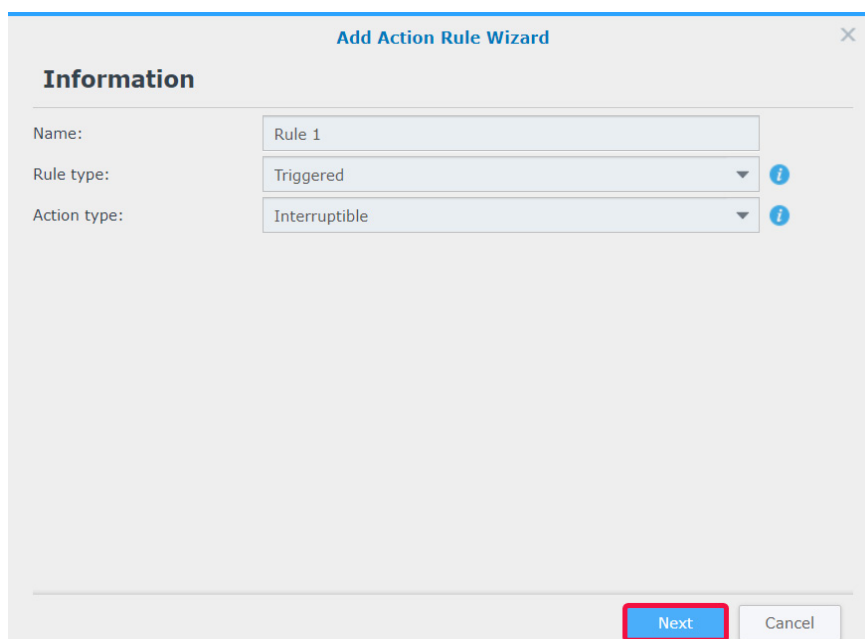 Add Action Rule Wizard
Information
Name: Rule 1
Rule type: Triggered
Action type: Interruptible
Next Cancel